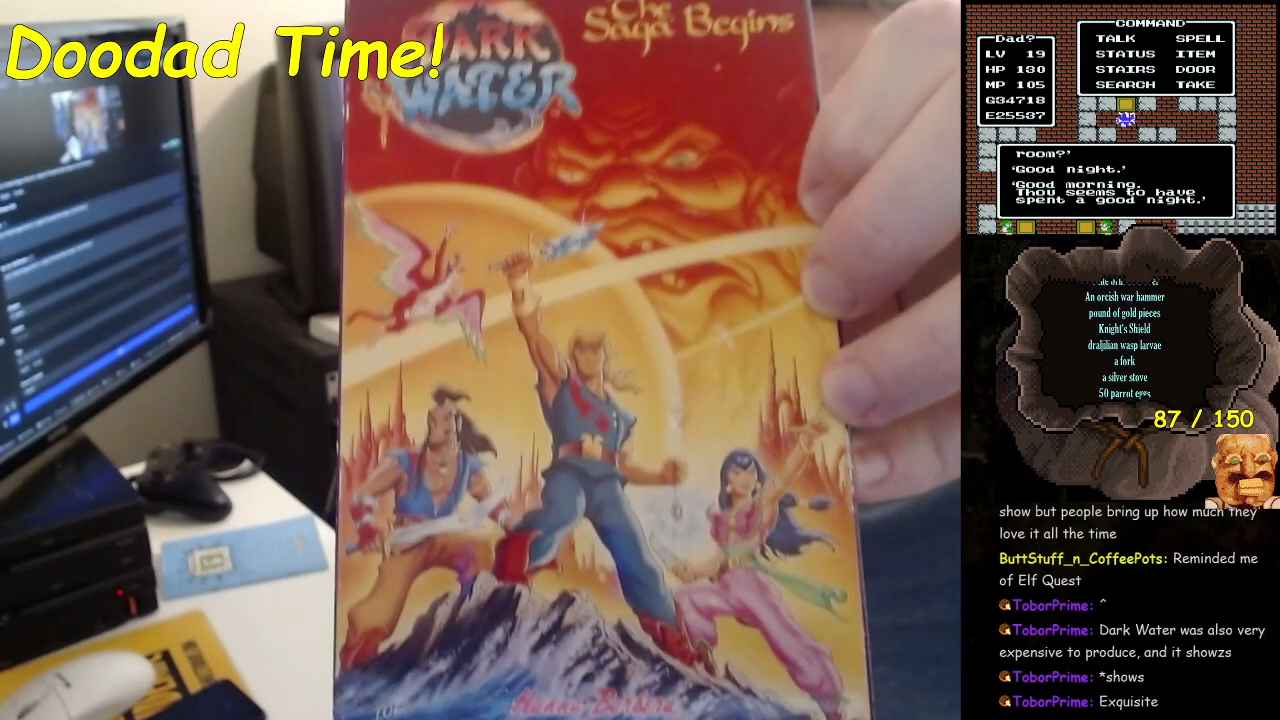 Doodad Time!
The
Saga Begins
DARK
WATER
Hanna-Barbera
COMMAND
TALK SPELL
STATUS ITEM
STAIRS DOOR
SEARCH TAKE
Dad?
LV 19
HP 130
MP 105
G34718
E25587
room?'
'Good night.'
'Good morning.
Thou seems to have
spent a good night.'
An orcish war hammer
pound of gold pieces
Knight's Shield
draljilian wasp larvae
a fork
a silver stove
50 parrot eggs
87 / 150
show but people bring up how much they
love it all the time
ButtStuff_n_CoffeePots: Reminded me
of Elf Quest
ToborPrime: ^
ToborPrime: Dark Water was also very
expensive to produce, and it showzs
ToborPrime: *shows
ToborPrime: Exquisite